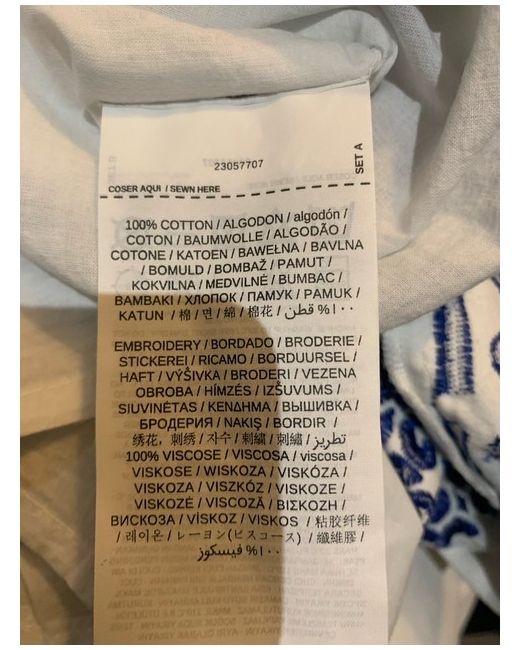 23057707
SET A
COSER AQUI / SEWN HERE
100% COTTON / ALGODON / algodón /
COTON / BAUMWOLLE / ALGODÃO /
COTONE / KATOEN / BAWEŁNA / BAVLNA
/ BOMULD / BOMBAŽ / PAMUT /
KOKVILNA / MEDVILNĖ / BUMBAC /
BAMBAKI / ХЛОПОК / ПАМУК / PAMUK /
KATUN / 棉 / 면 / 綿 / 棉花 / قطن %١٠٠
EMBROIDERY / BORDADO / BRODERIE /
STICKEREI / RICAMO / BORDUURSEL /
HAFT / VÝŠIVKA / BRODERI / VEZENA
OBROBA / HÍMZÉS / IZŠUVUMS /
SIUVINĖTAS / ΚΕΝΔΗΜΑ / ВЫШИВКА /
БРОДЕРИЯ / NAKIŞ / BORDIR /
绣花，刺绣 / 자수 / 刺繍 / 刺繡 / تطريز
100% VISCOSE / VISCOSA / viscosa /
VISKOSE / WISKOZA / VISKÓZA /
VISKOZA / VISZKÓZ / VISKOZE /
VISKOZĖ / VISCOZĂ / ΒΙΣΚΟΖΗ /
ВИСКОЗА / VİSKOZ / VISKOS / 粘胶纤维
/ 레이온 / レーヨン(ビスコース) / 纖維膠 /
فيسكوز %١٠٠